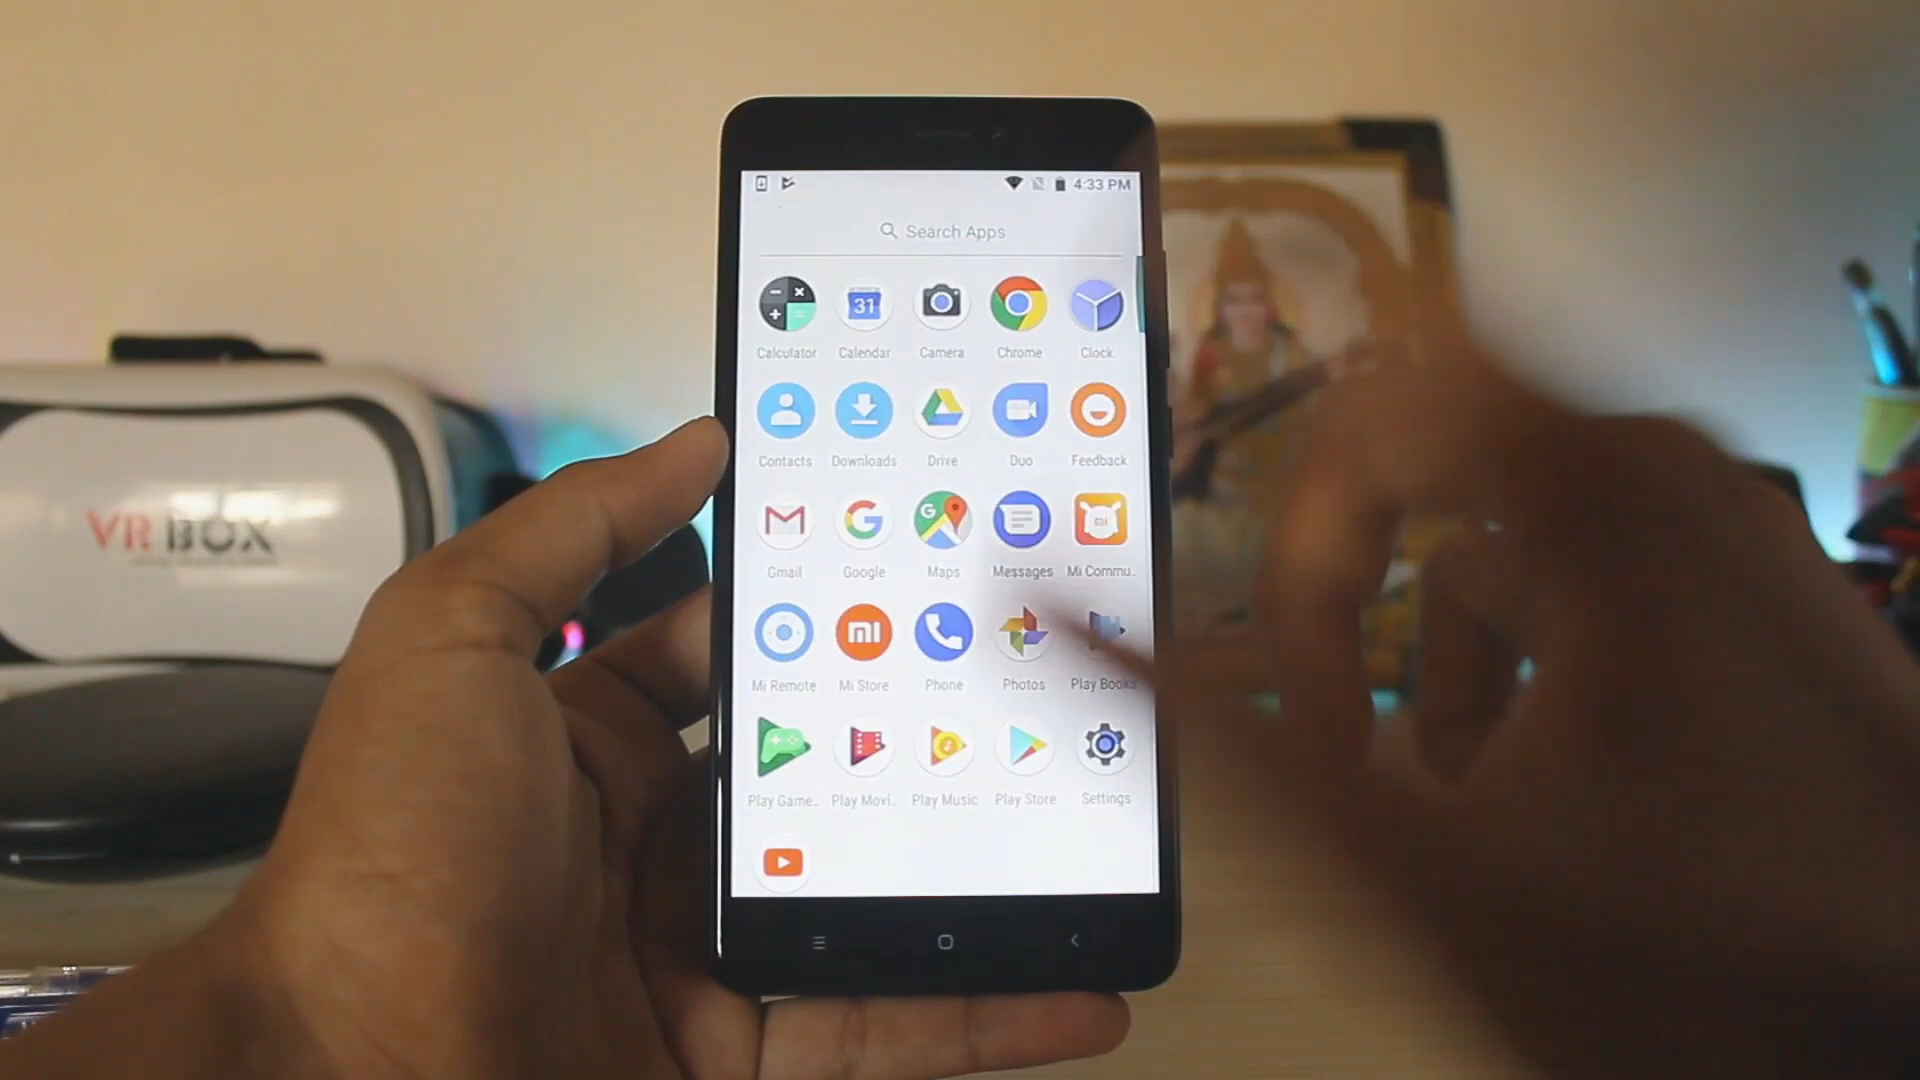 4:33 PM
Search Apps
31
Calculator Calendar Camera Chrome Clock
Contacts Downloads Drive Duo Feedback
Gmail Google Maps Messages Mi Commu..
Mi Remote Mi Store Phone Photos Play Books
Play Game.. Play Movi.. Play Music Play Store Settings
VR BOX